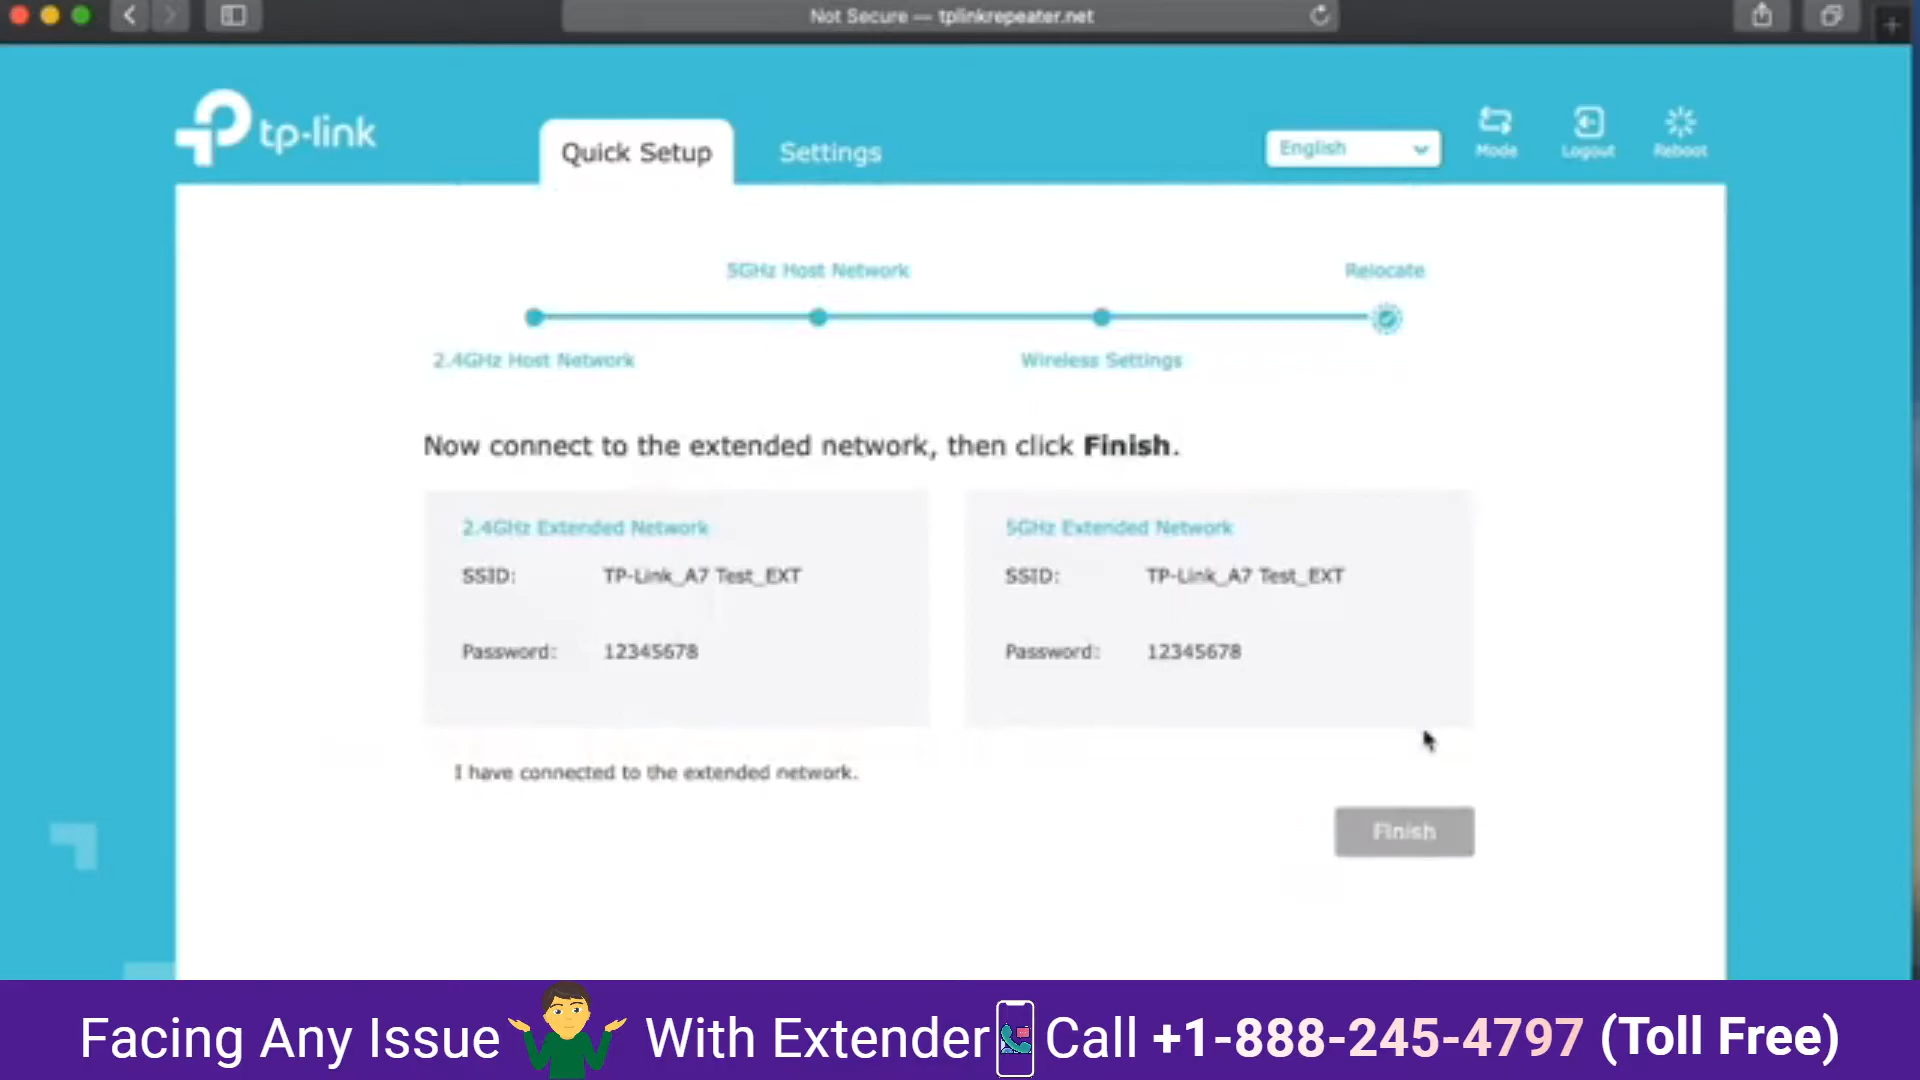 Not Secure — tplinkrepeater.net
tp-link
Quick Setup
Settings
English
Mode
Logout
Reboot
5GHz Host Network
Relocate
2.4GHz Host Network
Wireless Settings
Now connect to the extended network, then click Finish.
2.4GHz Extended Network
SSID: TP-Link_A7 Test_EXT
Password: 12345678
5GHz Extended Network
SSID: TP-Link_A7 Test_EXT
Password: 12345678
I have connected to the extended network.
Finish
Facing Any Issue With Extender Call +1-888-245-4797 (Toll Free)